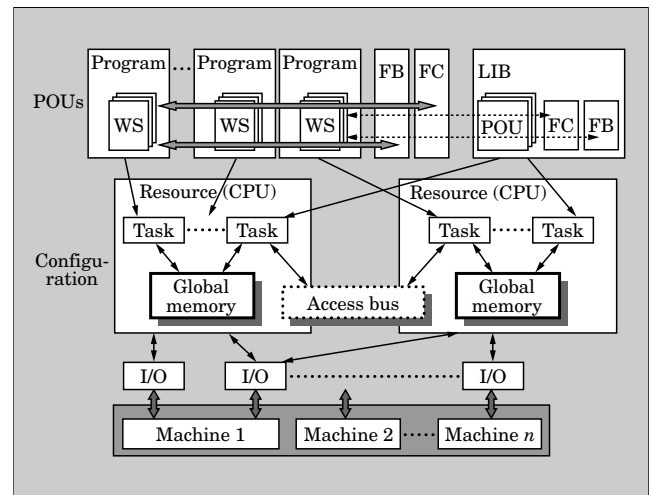 Program ... Program Program FB FC LIB
POUs
WS WS WS POU FC FB
Resource (CPU) Resource (CPU)
Task Task Task Task
Configu-
ration
Global
memory
Access bus
Global
memory
I/O I/O I/O
Machine 1 Machine 2 Machine n